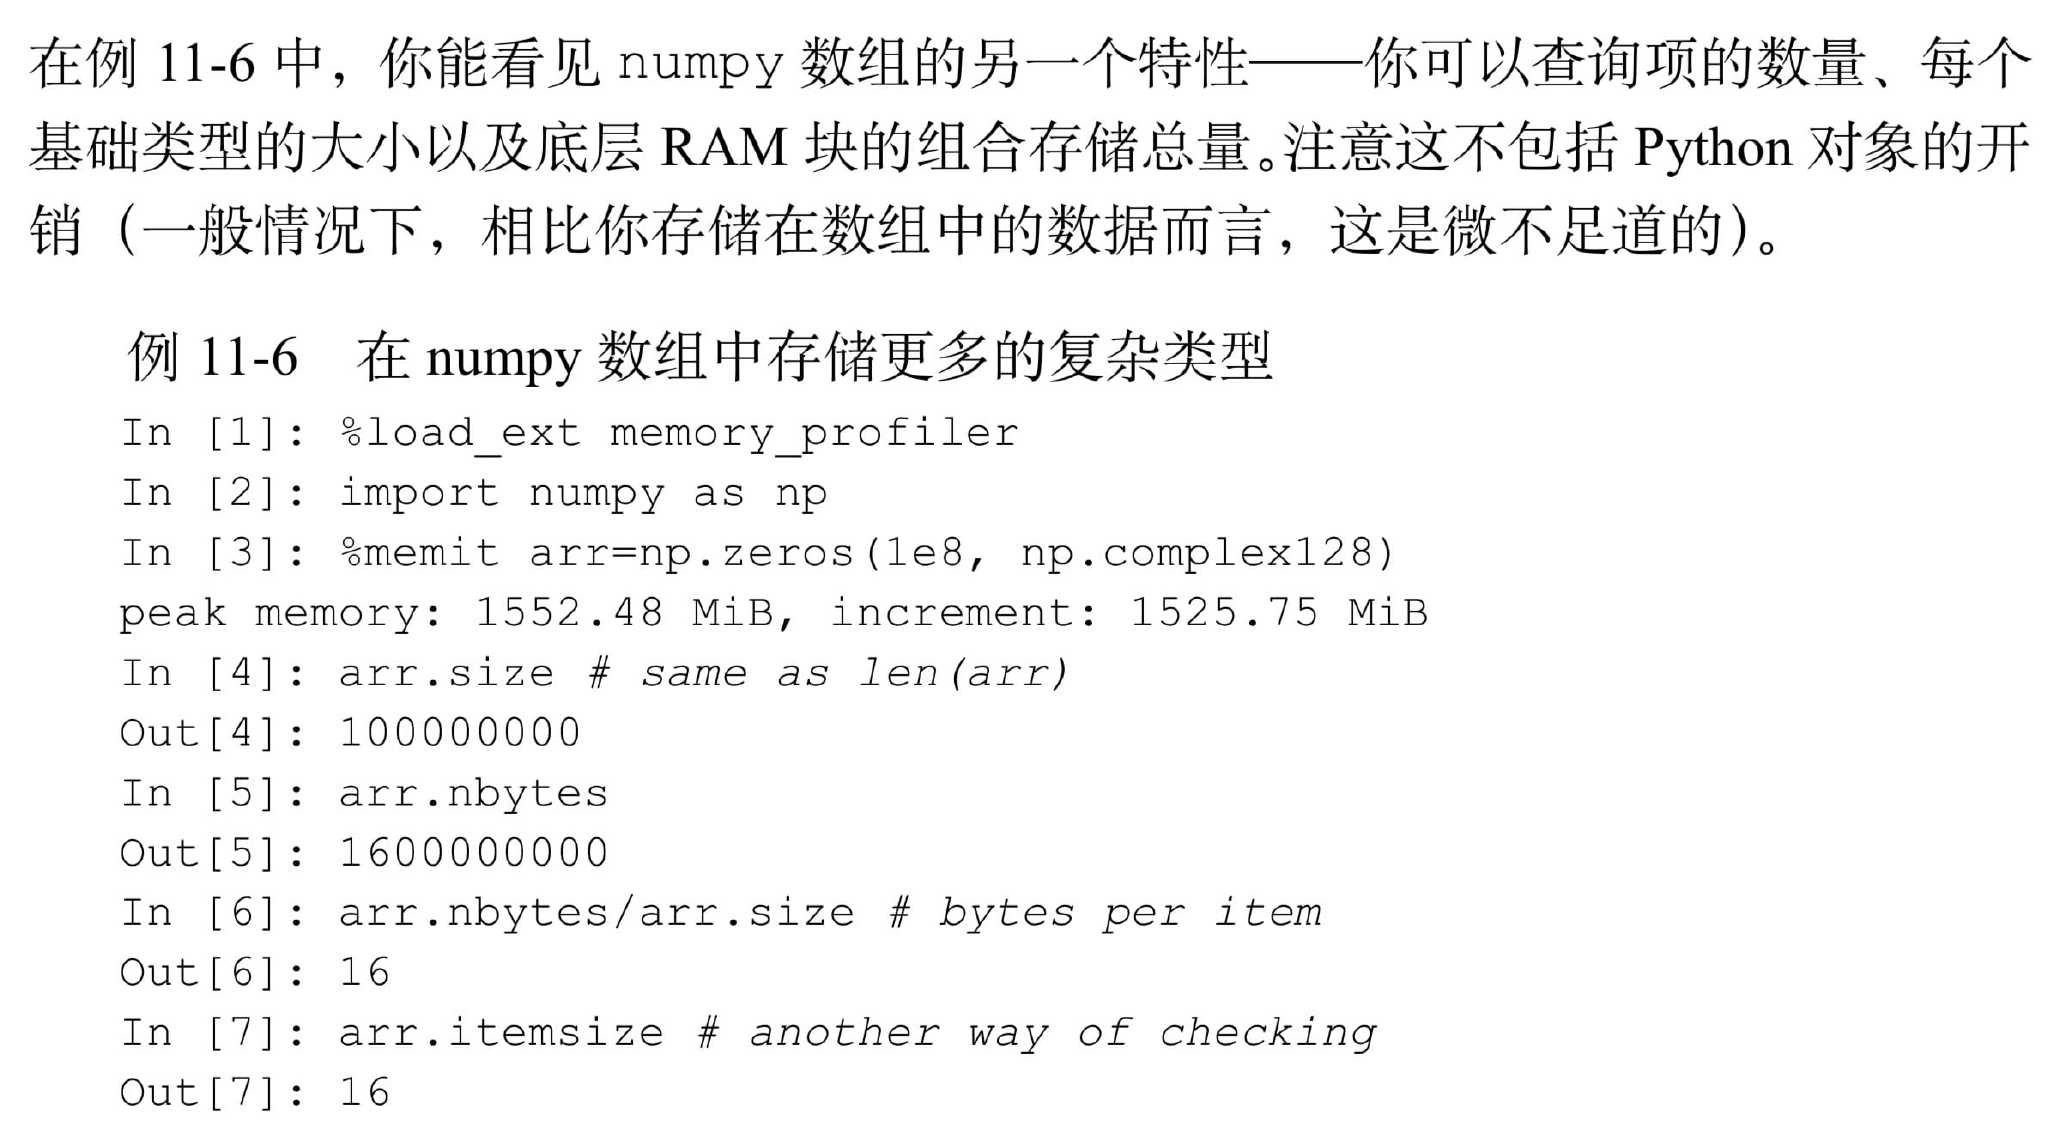 在例 11-6 中，你能看见 numpy 数组的另一个特性——你可以查询项的数量、每个
基础类型的大小以及底层 RAM 块的组合存储总量。注意这不包括 Python 对象的开
销（一般情况下，相比你存储在数组中的数据而言，这是微不足道的）。
例 11-6　在 numpy 数组中存储更多的复杂类型
In [1]: %load_ext memory_profiler
In [2]: import numpy as np
In [3]: %memit arr=np.zeros(1e8, np.complex128)
peak memory: 1552.48 MiB, increment: 1525.75 MiB
In [4]: arr.size # same as len(arr)
Out[4]: 100000000
In [5]: arr.nbytes
Out[5]: 1600000000
In [6]: arr.nbytes/arr.size # bytes per item
Out[6]: 16
In [7]: arr.itemsize # another way of checking
Out[7]: 16